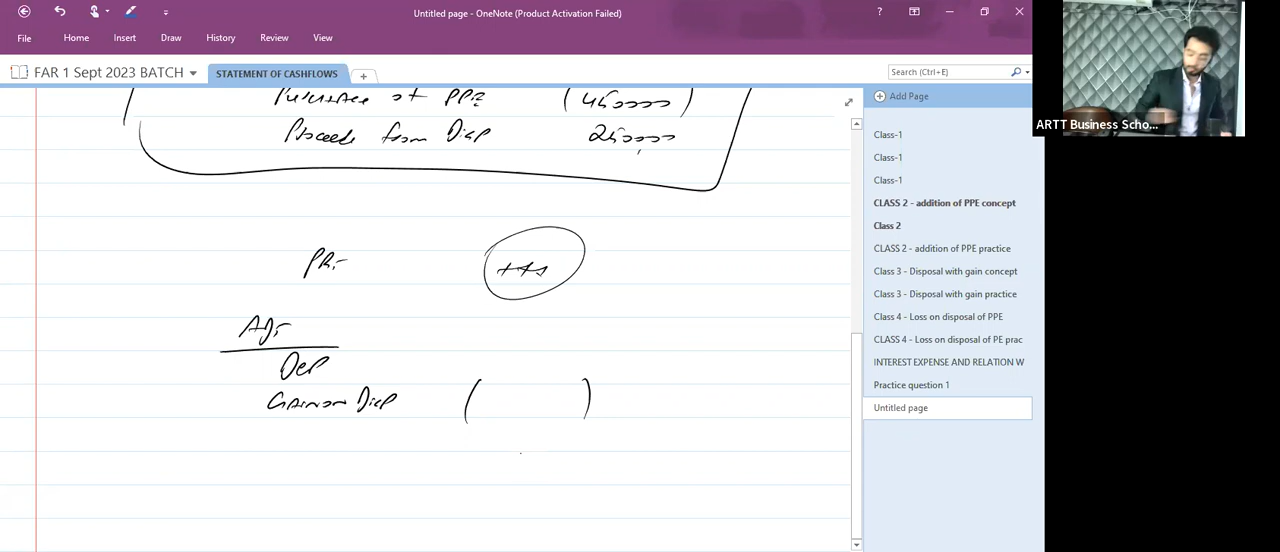 Untitled page - OneNote (Product Activation Failed)
?
File Home Insert Draw History Review View
FAR 1 Sept 2023 BATCH
STATEMENT OF CASHFLOWS
Search (Ctrl+E)
Purchase of PPE (450000)
Proceeds from Disp 250000
Adj
Dep
Gain on Disp ( )
Add Page
Class-1
Class-1
Class-1
CLASS 2 - addition of PPE concept
Class 2
CLASS 2 - addition of PPE practice
Class 3 - Disposal with gain concept
Class 3 - Disposal with gain practice
Class 4 - Loss on disposal of PPE
CLASS 4 - Loss on disposal of PE prac
INTEREST EXPENSE AND RELATION W
Practice question 1
Untitled page
ARTT Business Scho...